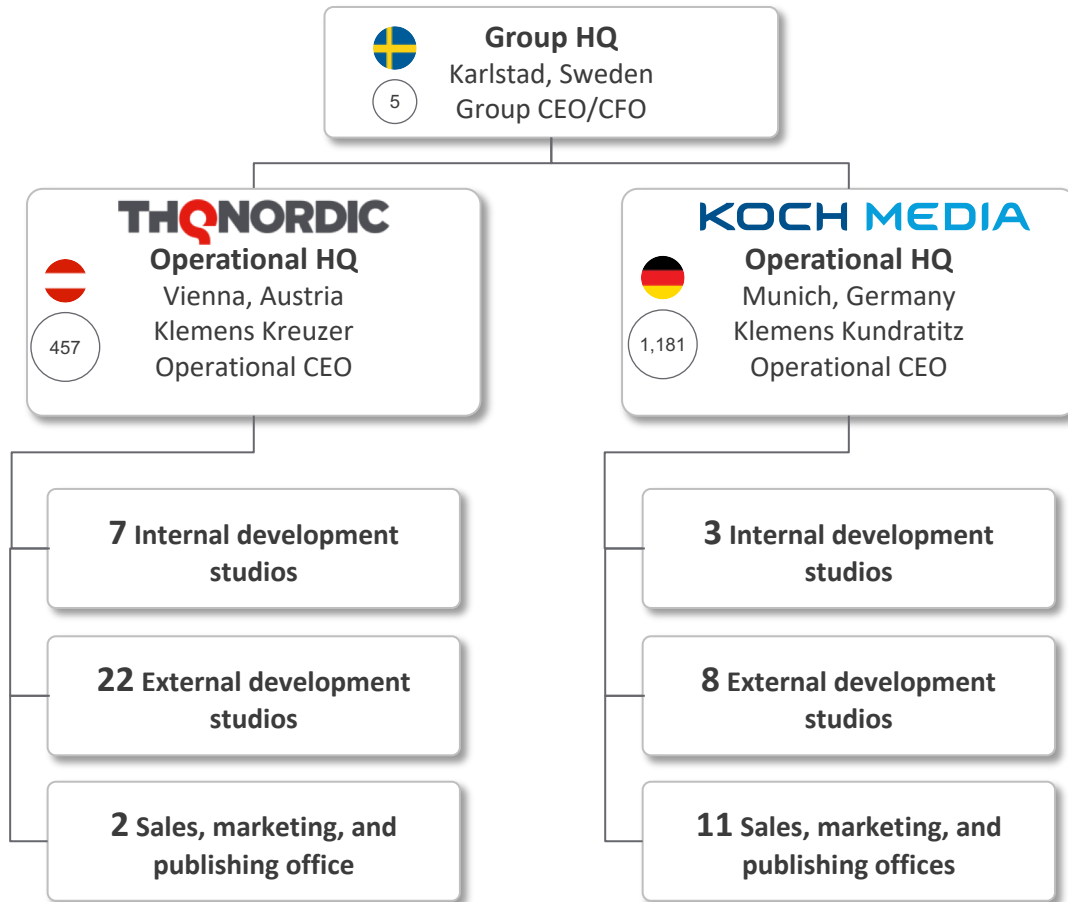 Group HQ
Karlstad, Sweden
5
Group CEO/CFO
THQNORDIC
Operational HQ
Vienna, Austria
Klemens Kreuzer
457
Operational CEO
KOCH MEDIA
Operational HQ
Munich, Germany
Klemens Kundratitz
1,181
Operational CEO
7 Internal development
studios
22 External development
studios
2 Sales, marketing, and
publishing office
3 Internal development
studios
8 External development
studios
11 Sales, marketing, and
publishing offices